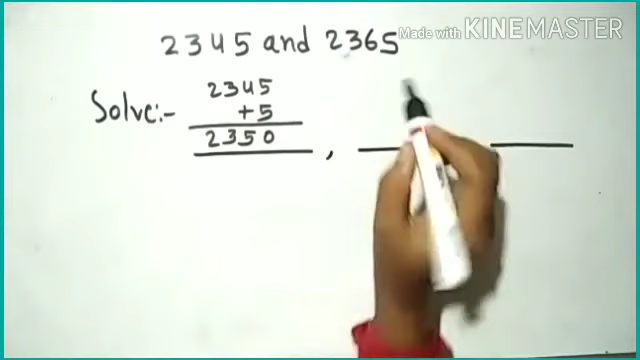 2345 and 2365
Made with KINEMASTER
Solve:-
2345
+5
2350 ,